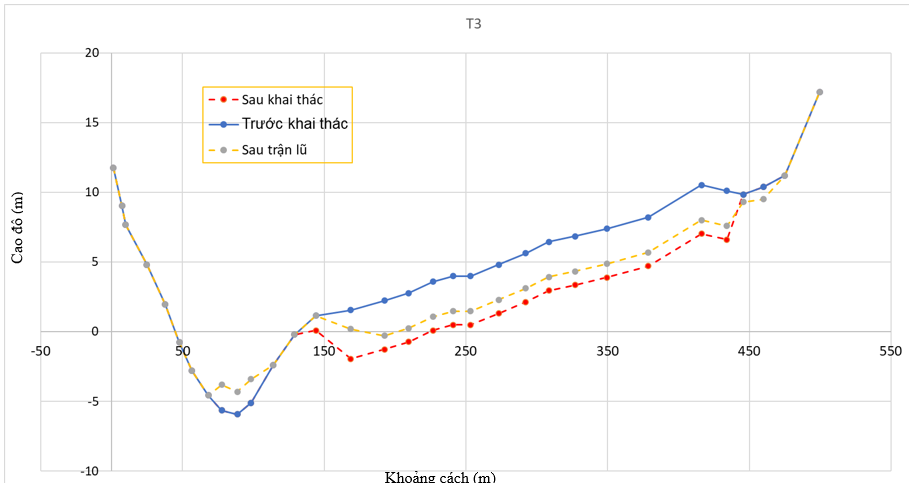 T3
20
15
10
5
0
-5
-10
-50
50
150
250
350
450
550
Sau khai thác
Trước khai thác
Sau trận lũ
Cao độ (m)
Khoảng cách (m)